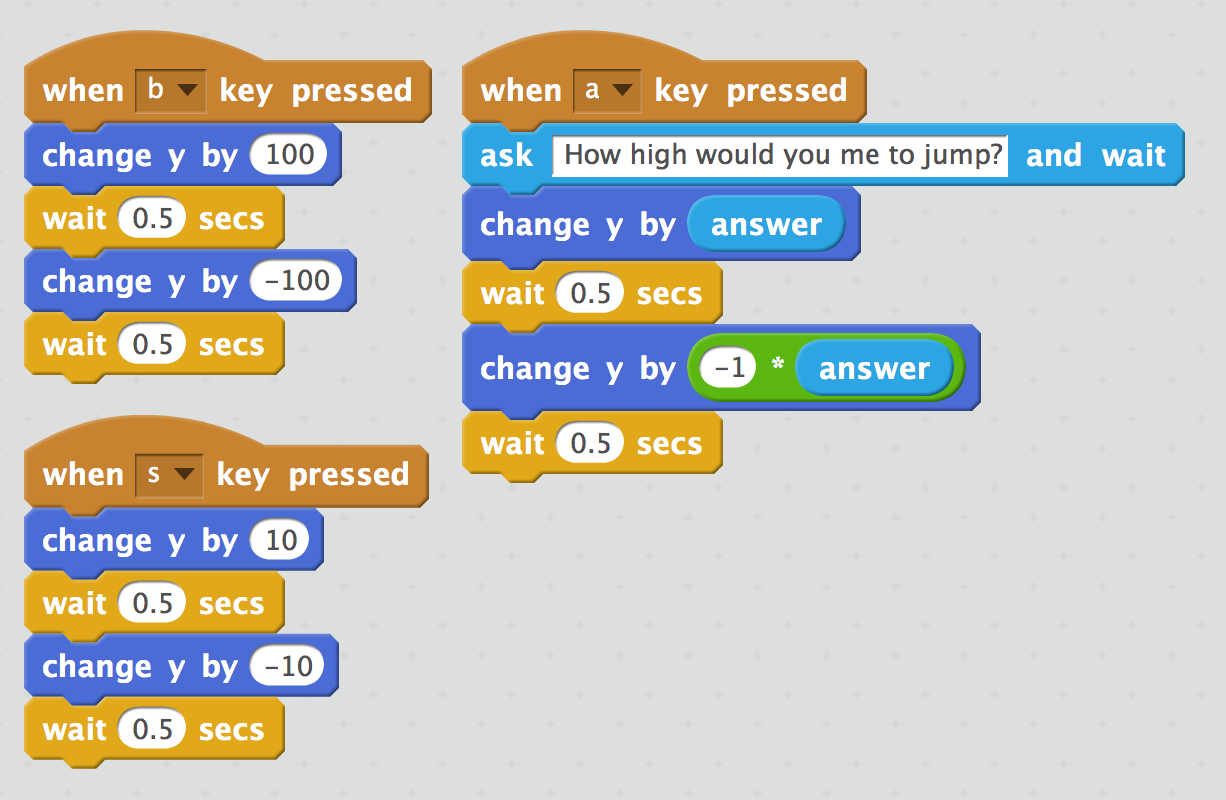 when b key pressed
change y by 100
wait 0.5 secs
change y by -100
wait 0.5 secs
when s key pressed
change y by 10
wait 0.5 secs
change y by -10
wait 0.5 secs
when a key pressed
ask How high would you me to jump? and wait
change y by answer
wait 0.5 secs
change y by -1 * answer
wait 0.5 secs